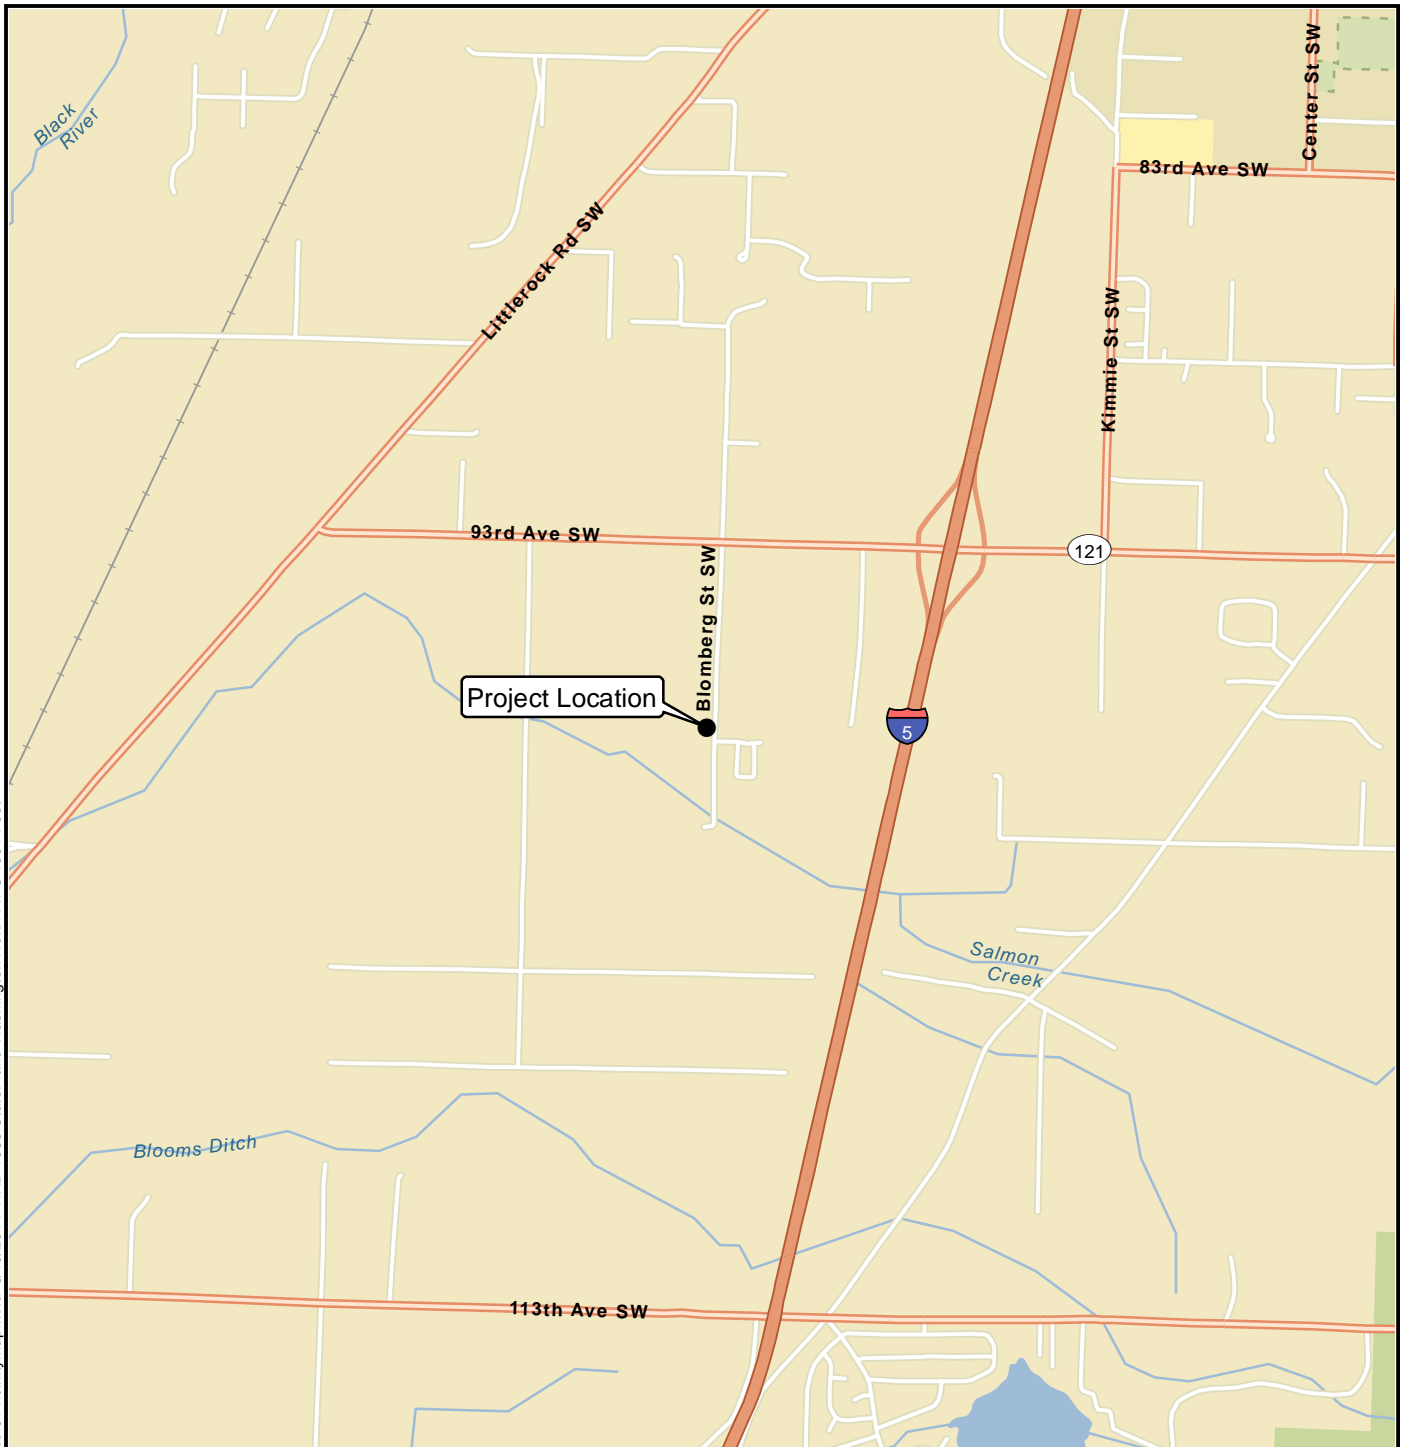 Black
River
Center St SW
83rd Ave SW
Littlerock Rd SW
Kimmie St SW
93rd Ave SW
121
Blomberg St SW
Project Location
5
Salmon
Creek
Blooms Ditch
113th Ave SW